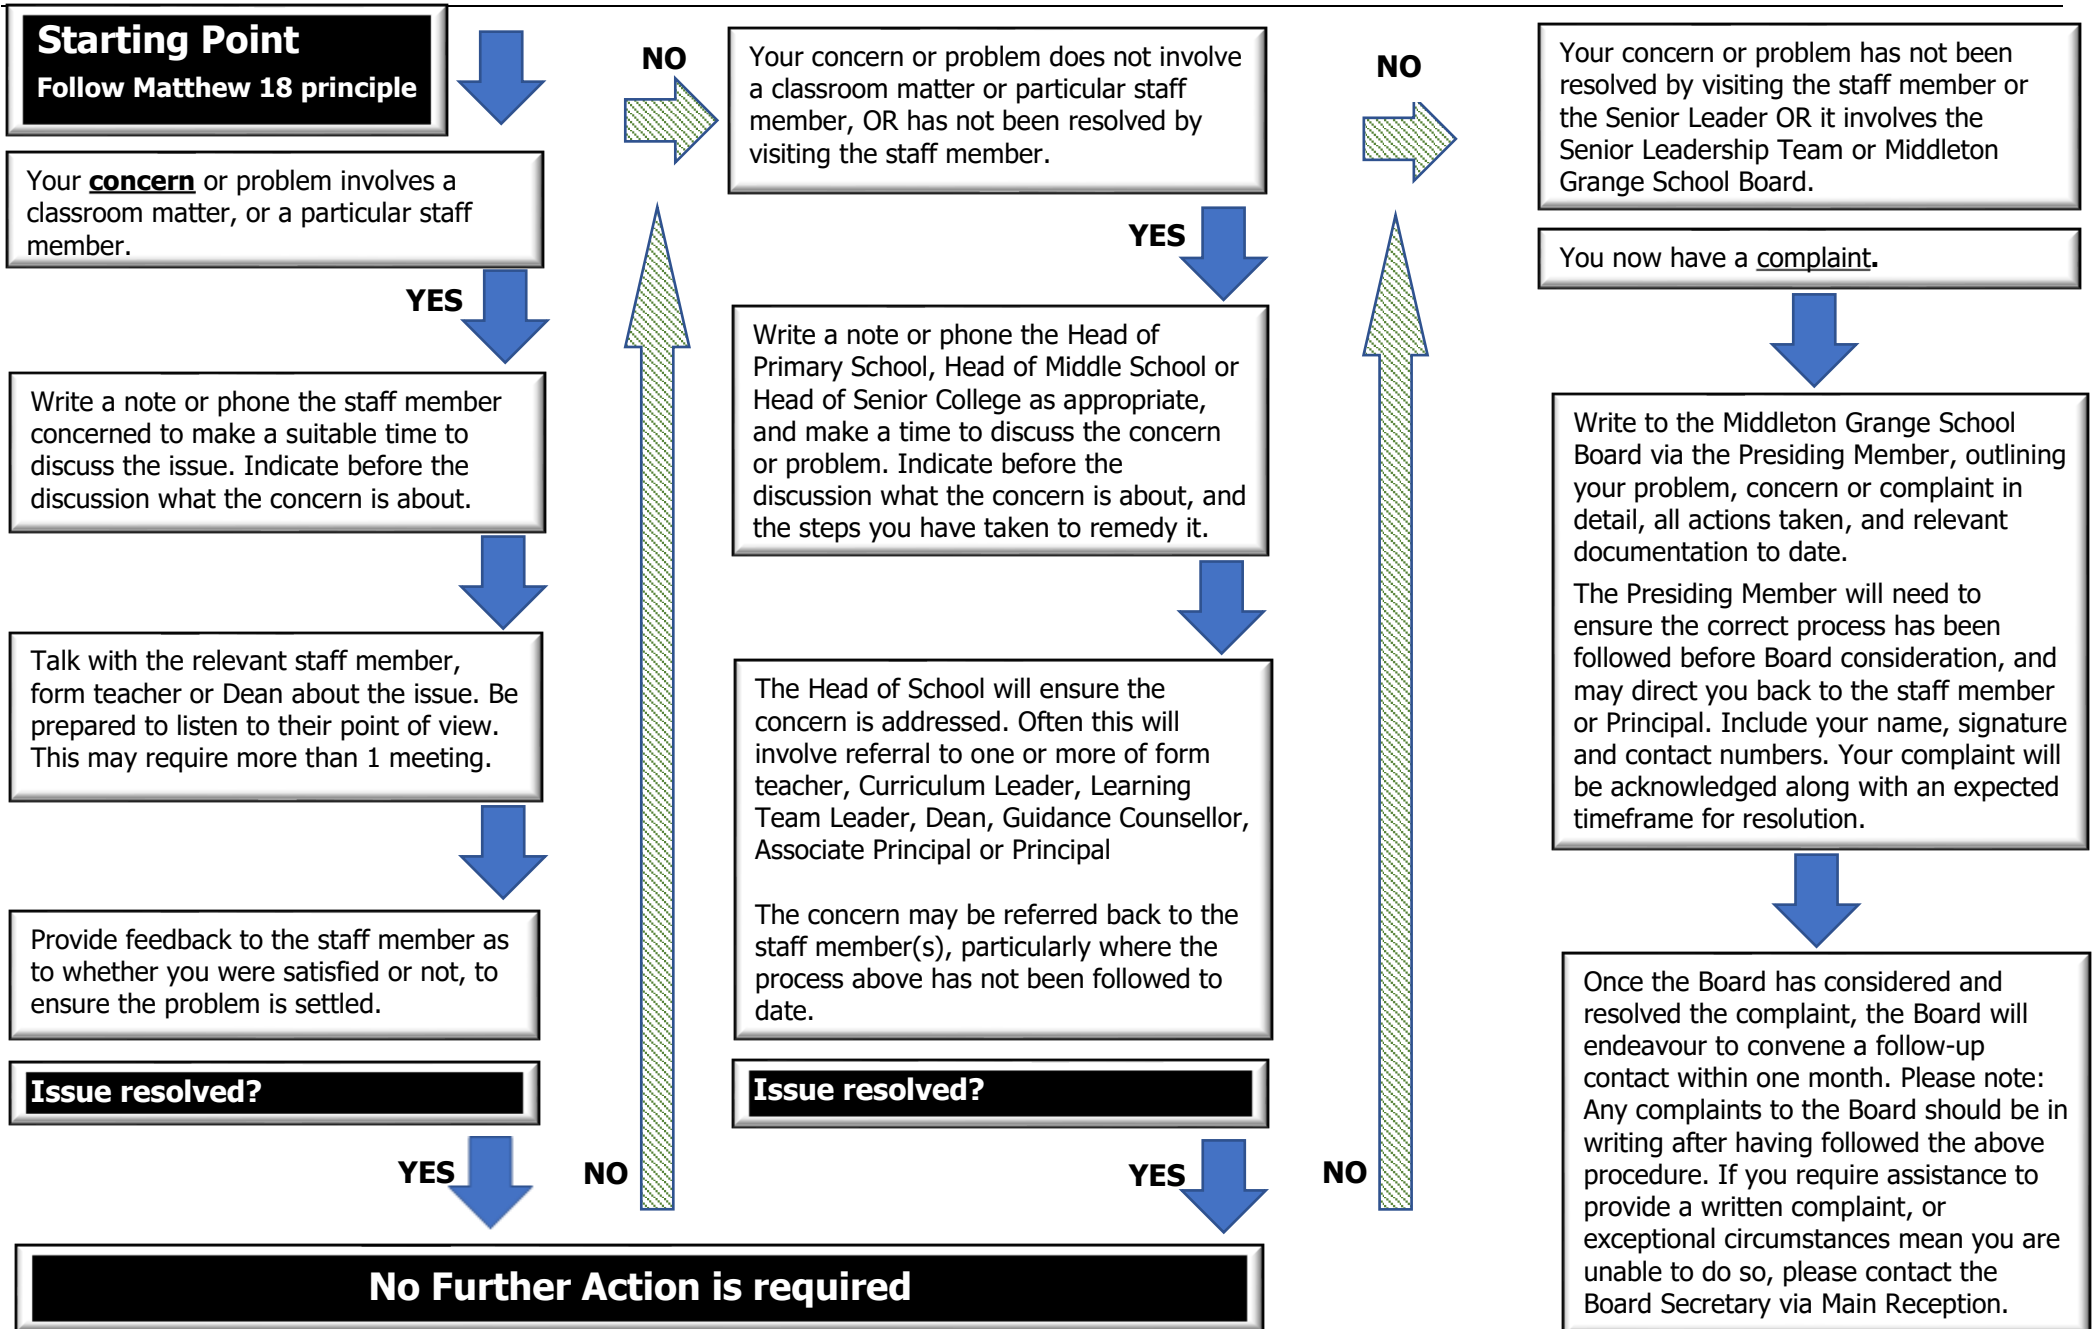 Starting Point
Follow Matthew 18 principle
Your concern or problem involves a
classroom matter, or a particular staff
member.
YES
Write a note or phone the staff member
concerned to make a suitable time to
discuss the issue. Indicate before the
discussion what the concern is about.
Talk with the relevant staff member,
form teacher or Dean about the issue. Be
prepared to listen to their point of view.
This may require more than 1 meeting.
Provide feedback to the staff member as
to whether you were satisfied or not, to
ensure the problem is settled.
Issue resolved?
YES
NO
NO
Your concern or problem does not involve
a classroom matter or particular staff
member, OR has not been resolved by
visiting the staff member.
YES
Write a note or phone the Head of
Primary School, Head of Middle School or
Head of Senior College as appropriate,
and make a time to discuss the concern
or problem. Indicate before the
discussion what the concern is about, and
the steps you have taken to remedy it.
The Head of School will ensure the
concern is addressed. Often this will
involve referral to one or more of form
teacher, Curriculum Leader, Learning
Team Leader, Dean, Guidance Counsellor,
Associate Principal or Principal
The concern may be referred back to the
staff member(s), particularly where the
process above has not been followed to
date.
Issue resolved?
YES
NO
No Further Action is required
NO
Your concern or problem has not been
resolved by visiting the staff member or
the Senior Leader OR it involves the
Senior Leadership Team or Middleton
Grange School Board.
You now have a complaint.
Write to the Middleton Grange School
Board via the Presiding Member, outlining
your problem, concern or complaint in
detail, all actions taken, and relevant
documentation to date.
The Presiding Member will need to
ensure the correct process has been
followed before Board consideration, and
may direct you back to the staff member
or Principal. Include your name, signature
and contact numbers. Your complaint will
be acknowledged along with an expected
timeframe for resolution.
Once the Board has considered and
resolved the complaint, the Board will
endeavour to convene a follow-up
contact within one month. Please note:
Any complaints to the Board should be in
writing after having followed the above
procedure. If you require assistance to
provide a written complaint, or
exceptional circumstances mean you are
unable to do so, please contact the
Board Secretary via Main Reception.